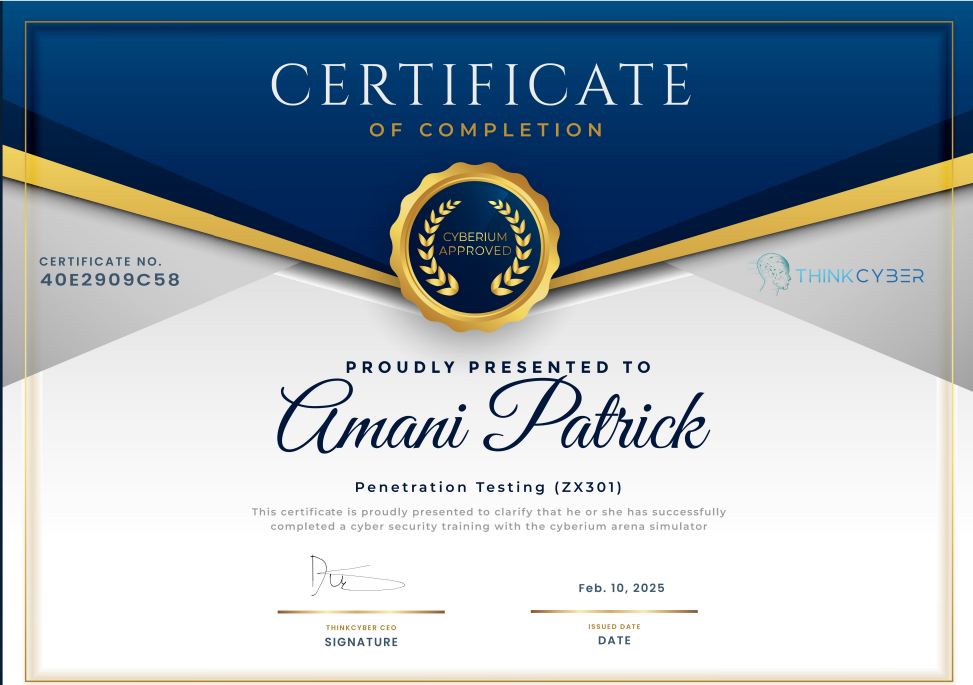 CERTIFICATE
OF COMPLETION
CYBERIUM
APPROVED
CERTIFICATE NO.
40E2909C58
THINKCYBER
PROUDLY PRESENTED TO
Amani Patrick
Penetration Testing (ZX301)
This certificate is proudly presented to clarify that he or she has successfully
completed a cyber security training with the cyberium arena simulator
Feb. 10, 2025
THINKCYBER CEO
SIGNATURE
ISSUED DATE
DATE